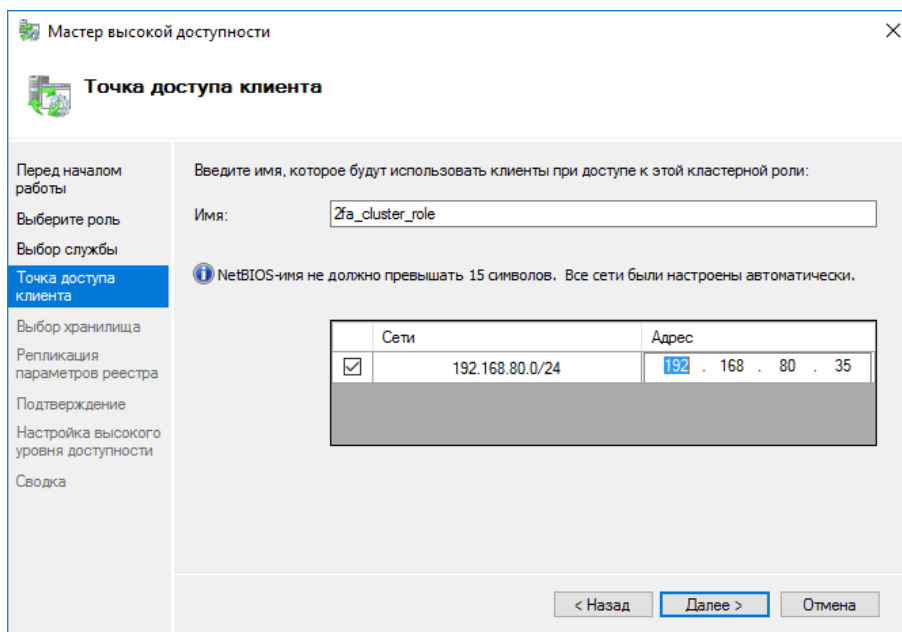 Мастер высокой доступности
Точка доступа клиента
Перед началом
работы
Выберите роль
Выбор службы
Точка доступа
клиента
Выбор хранилища
Репликация
параметров реестра
Подтверждение
Настройка высокого
уровня доступности
Сводка
Введите имя, которое будут использовать клиенты при доступе к этой кластерной роли:
Имя: 2fa_cluster_role
NetBIOS-имя не должно превышать 15 символов. Все сети были настроены автоматически.
Сети Адрес
192.168.80.0/24 192 . 168 . 80 . 35
< Назад Далее > Отмена